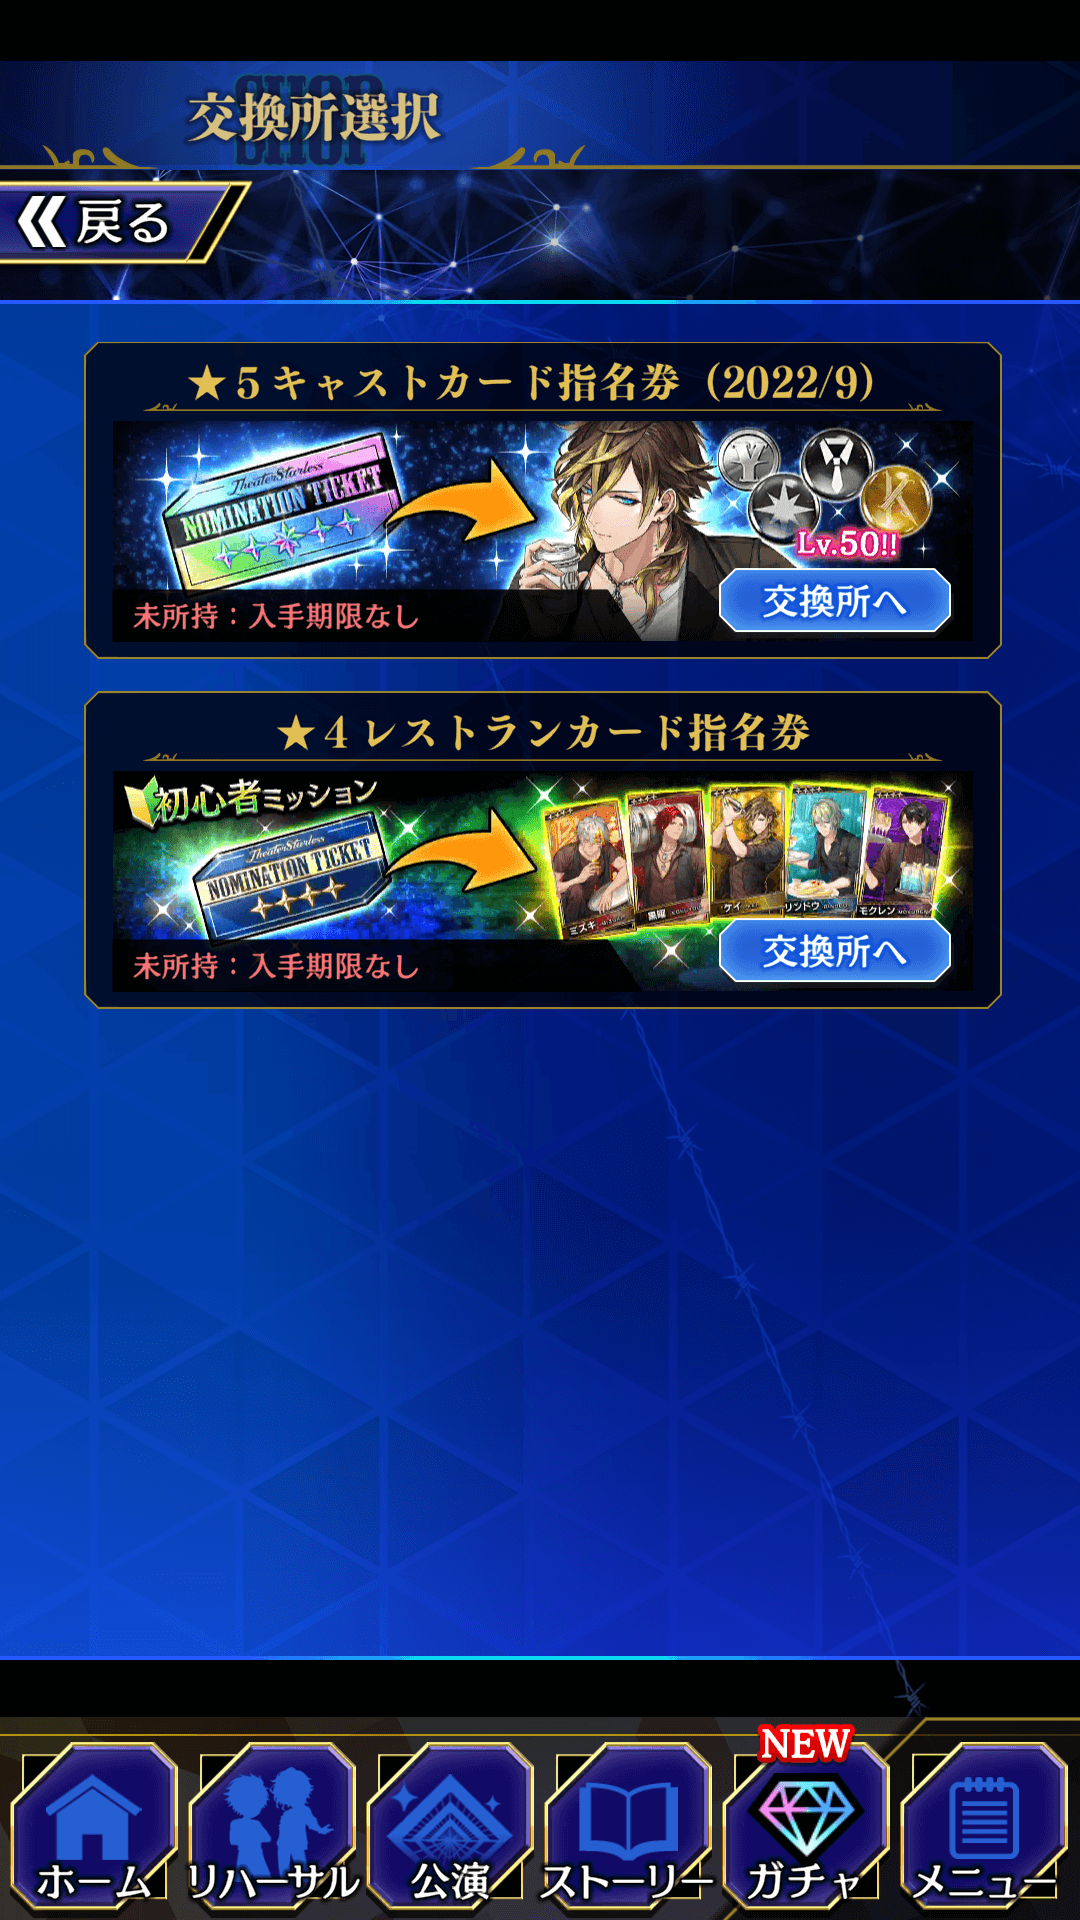 SHOP
交換所選択
戻る
★5キャストカード指名券（2022/9）
TheaterStarless
NOMINATION TICKET
Y
K
Lv.50!!
未所持：入手期限なし
交換所へ
★4レストランカード指名券
初心者ミッション
TheaterStarless
NOMINATION TICKET
ミズキ
黒曜
ケイ
リンドウ
モクレン
未所持：入手期限なし
交換所へ
NEW
ホーム
リハーサル
公演
ストーリー
ガチャ
メニュー